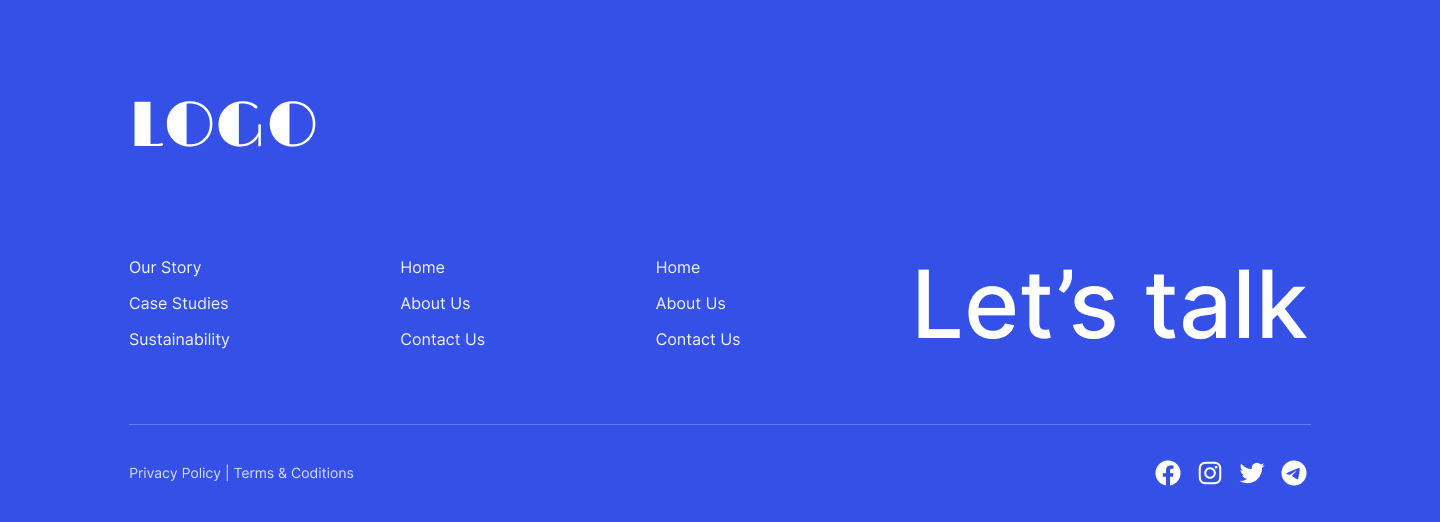 LOGO
Our Story
Case Studies
Sustainability
Home
About Us
Contact Us
Home
About Us
Contact Us
Let’s talk
Privacy Policy | Terms & Coditions